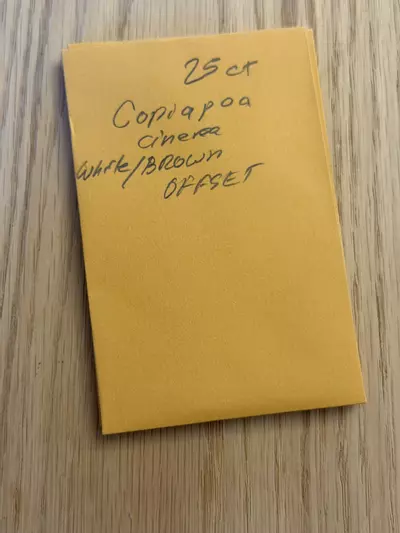 25 ct
Copiapoa
cinerea
White/BROWN
OFFSET